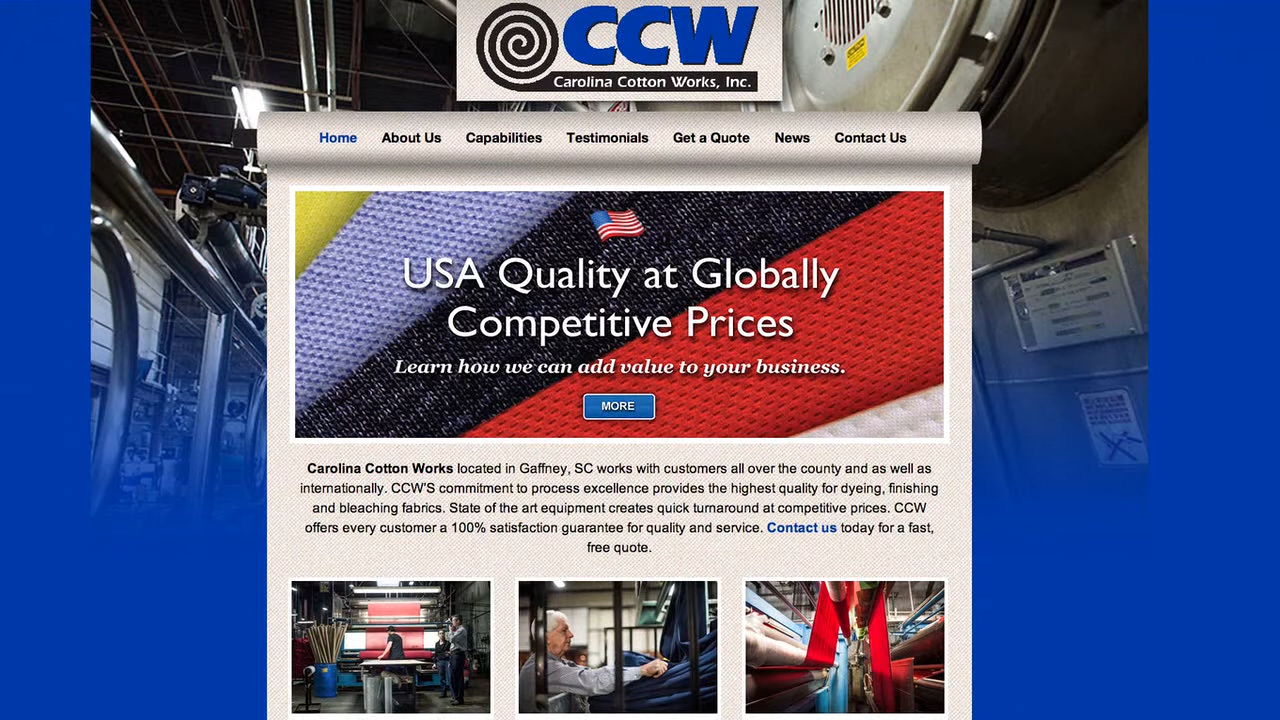 CCW
Carolina Cotton Works, Inc.
Home About Us Capabilities Testimonials Get a Quote News Contact Us
USA Quality at Globally
Competitive Prices
Learn how we can add value to your business.
MORE
Carolina Cotton Works located in Gaffney, SC works with customers all over the county and as well as
internationally. CCW'S commitment to process excellence provides the highest quality for dyeing, finishing
and bleaching fabrics. State of the art equipment creates quick turnaround at competitive prices. CCW
offers every customer a 100% satisfaction guarantee for quality and service. Contact us today for a fast,
free quote.